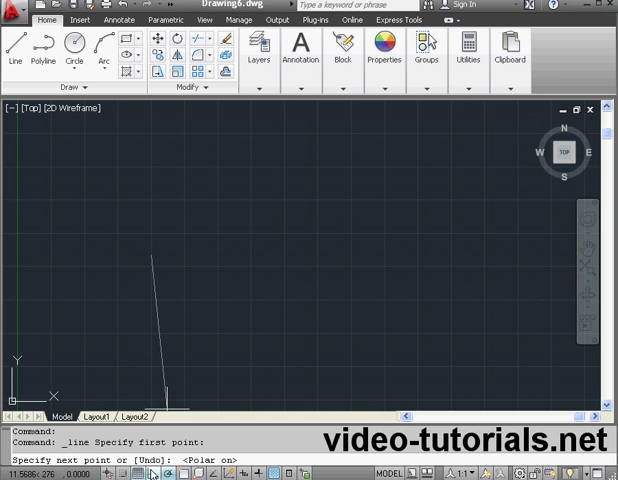 Drawing6.dwg
Type a keyword or phrase
Sign In
Home Insert Annotate Parametric View Manage Output Plug-ins Online Express Tools
Line Polyline Circle Arc
Layers Annotation Block Properties Groups Utilities Clipboard
Draw Modify
[−] [Top] [2D Wireframe]
N
W TOP E
S
Y
X
Model Layout1 Layout2
Command:
Command: _line Specify first point:
video-tutorials.net
Specify next point or [Undo]: <Polar on>
11.5686< 276 , 0.0000
MODEL
1:1